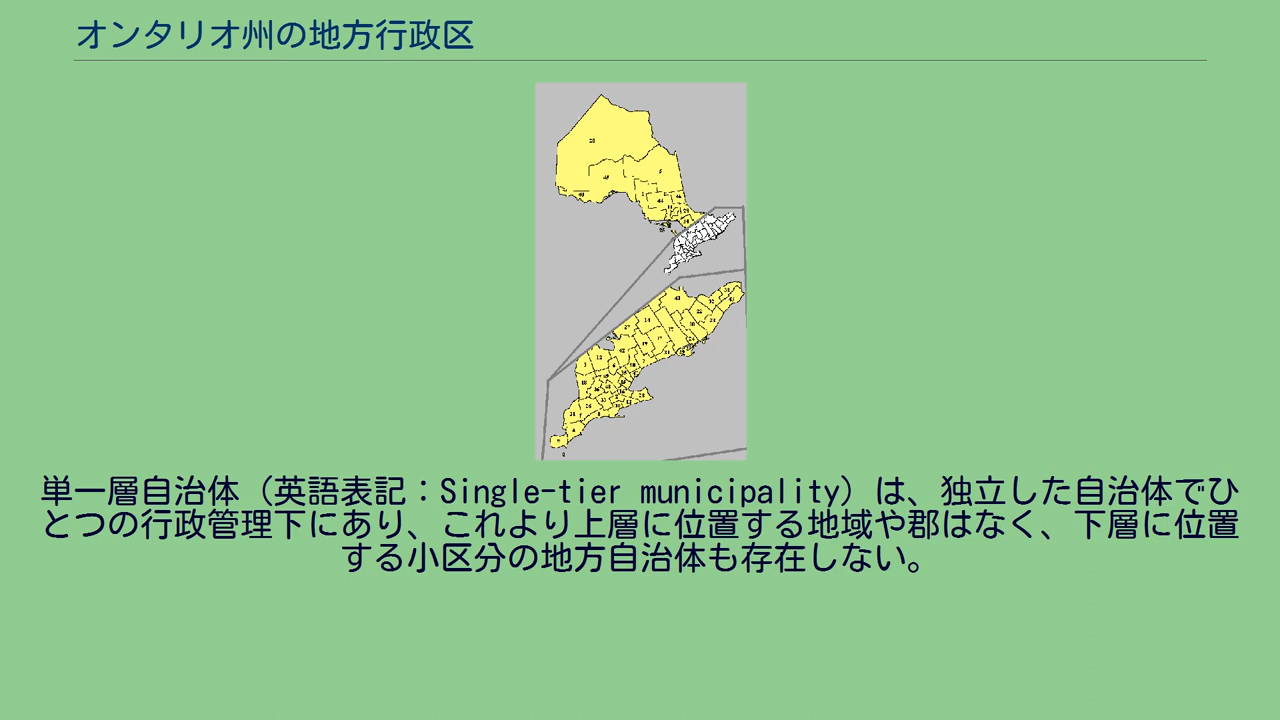 オンタリオ州の地方行政区
単一層自治体（英語表記：Single-tier municipality）は、独立した自治体でひ
とつの行政管理下にあり、これより上層に位置する地域や郡はなく、下層に位置
する小区分の地方自治体も存在しない。